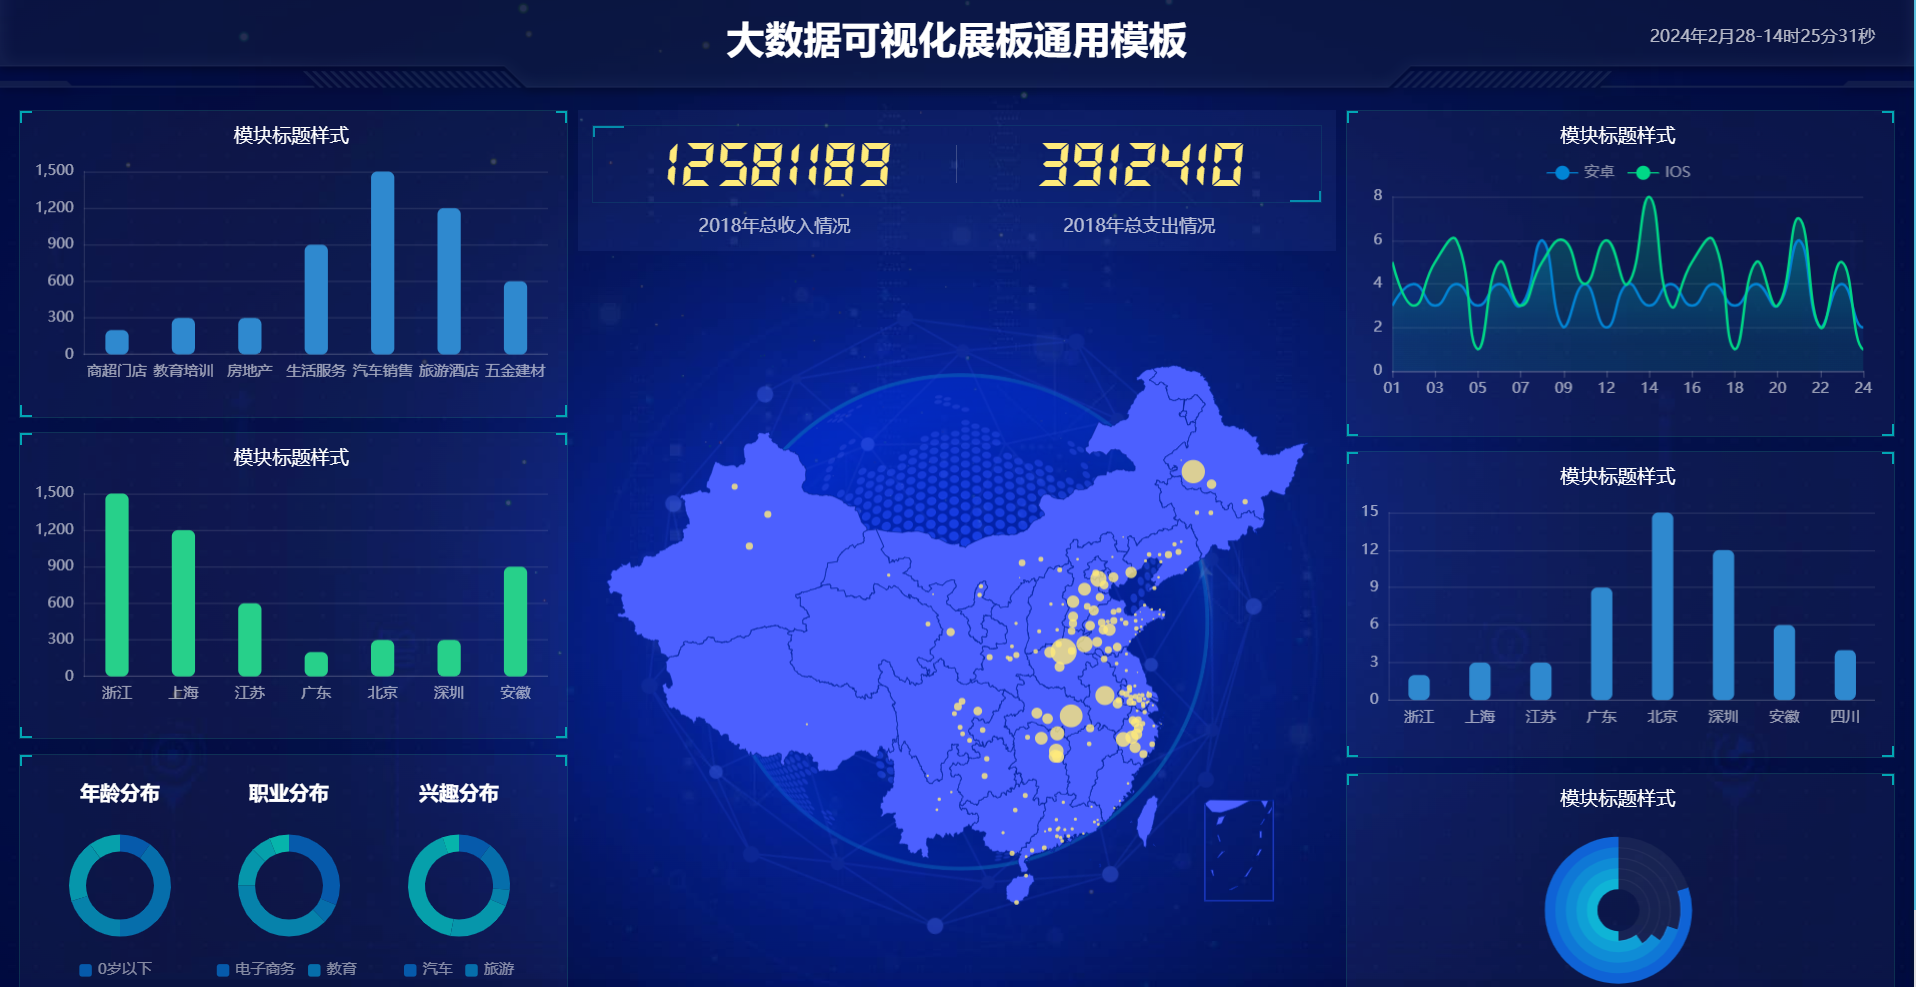 大数据可视化展板通用模板
2024年2月28-14时25分31秒
模块标题样式
1,500
1,200
900
600
300
0
商超门店 教育培训 房地产 生活服务 汽车销售 旅游酒店 五金建材
模块标题样式
1,500
1,200
900
600
300
0
浙江 上海 江苏 广东 北京 深圳 安徽
年龄分布 职业分布 兴趣分布
0岁以下 电子商务 教育 汽车 旅游
12581189 3912410
2018年总收入情况 2018年总支出情况
模块标题样式
安卓 IOS
8
6
4
2
0
01 03 05 07 09 12 14 16 18 20 22 24
模块标题样式
15
12
9
6
3
0
浙江 上海 江苏 广东 北京 深圳 安徽 四川
模块标题样式